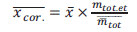 x̄_cor. = x̄ × m_tot.et / m̄_tot